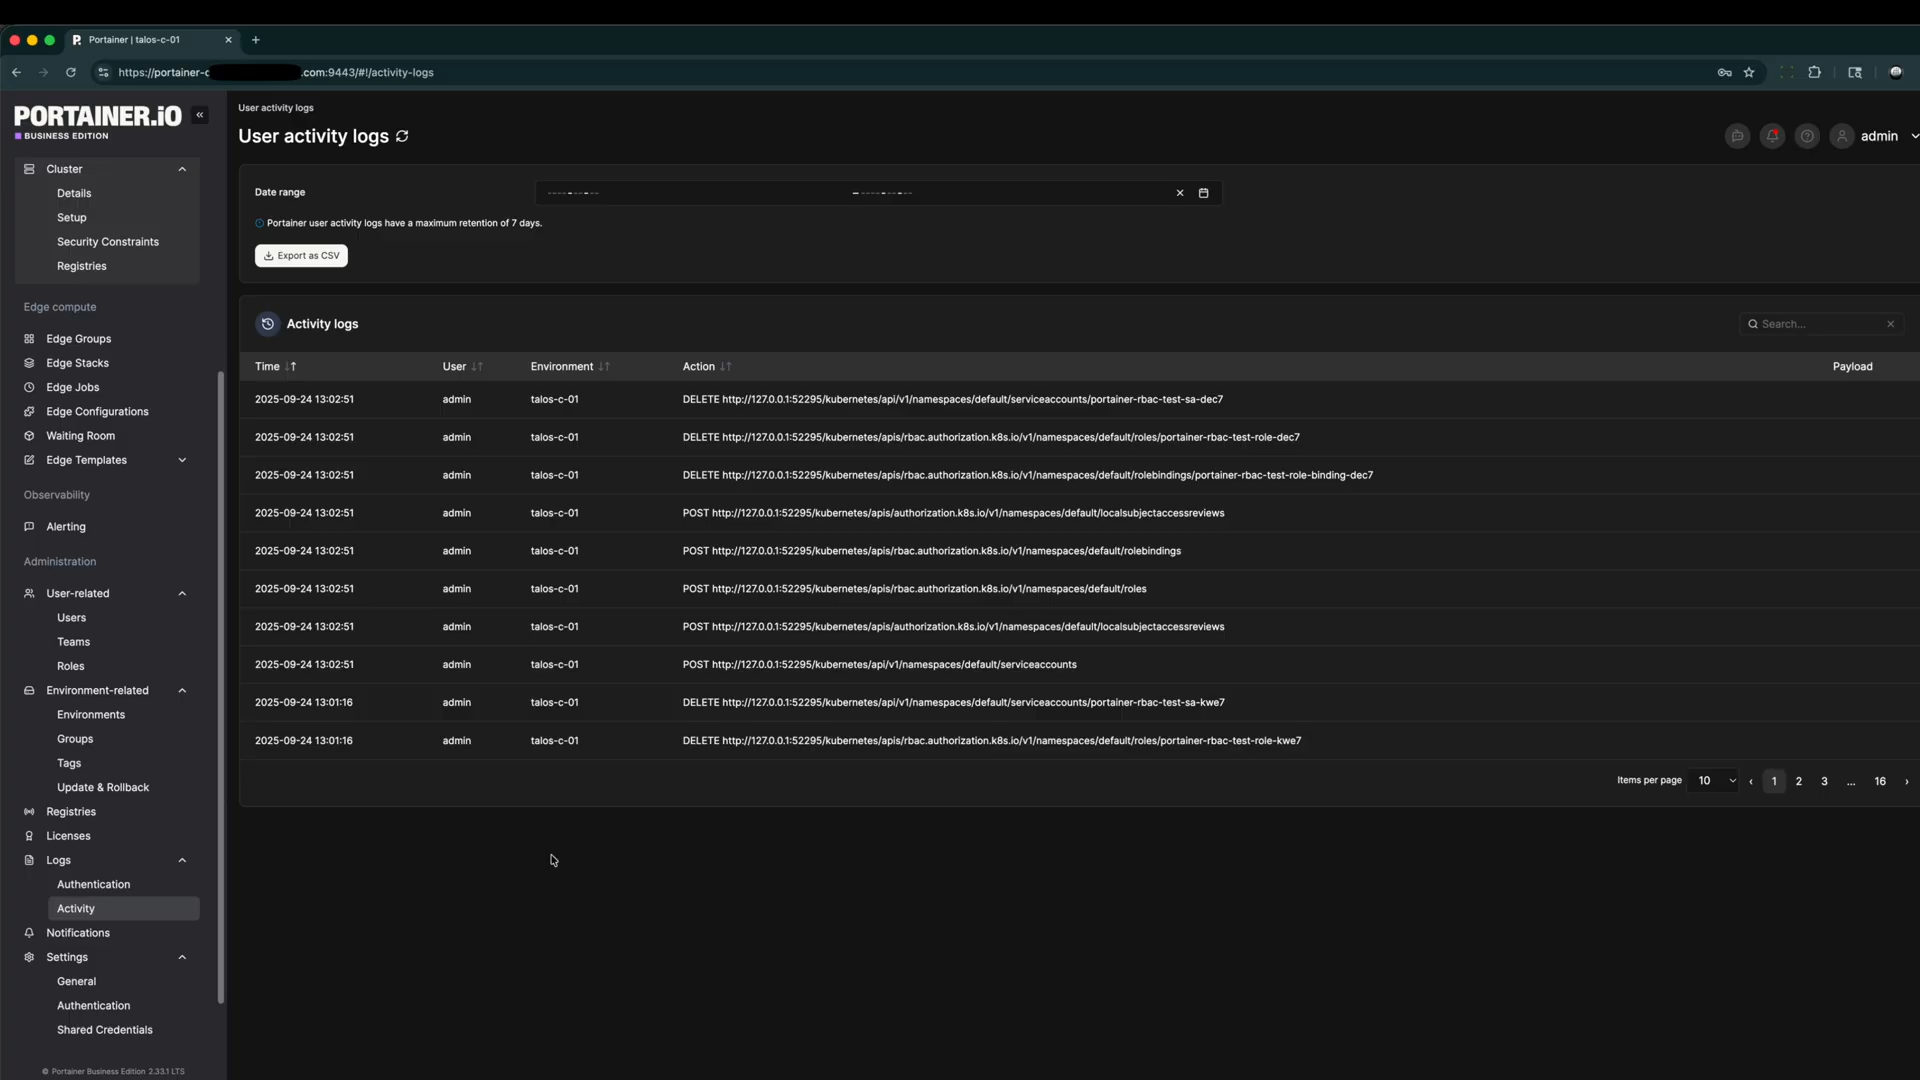 Portainer | talos-c-01
https://portainer-c .com:9443/#!/activity-logs
PORTAINER.iO
BUSINESS EDITION
Cluster
Details
Setup
Security Constraints
Registries
Edge compute
Edge Groups
Edge Stacks
Edge Jobs
Edge Configurations
Waiting Room
Edge Templates
Observability
Alerting
Administration
User-related
Users
Teams
Roles
Environment-related
Environments
Groups
Tags
Update & Rollback
Registries
Licenses
Logs
Authentication
Activity
Notifications
Settings
General
Authentication
Shared Credentials
© Portainer Business Edition 2.33.1 LTS
User activity logs
User activity logs
admin
Date range
Portainer user activity logs have a maximum retention of 7 days.
Export as CSV
Activity logs
Search...
Time User Environment Action Payload
2025-09-24 13:02:51 admin talos-c-01 DELETE http://127.0.0.1:52295/kubernetes/api/v1/namespaces/default/serviceaccounts/portainer-rbac-test-sa-dec7
2025-09-24 13:02:51 admin talos-c-01 DELETE http://127.0.0.1:52295/kubernetes/apis/rbac.authorization.k8s.io/v1/namespaces/default/roles/portainer-rbac-test-role-dec7
2025-09-24 13:02:51 admin talos-c-01 DELETE http://127.0.0.1:52295/kubernetes/apis/rbac.authorization.k8s.io/v1/namespaces/default/rolebindings/portainer-rbac-test-role-binding-dec7
2025-09-24 13:02:51 admin talos-c-01 POST http://127.0.0.1:52295/kubernetes/apis/authorization.k8s.io/v1/namespaces/default/localsubjectaccessreviews
2025-09-24 13:02:51 admin talos-c-01 POST http://127.0.0.1:52295/kubernetes/apis/rbac.authorization.k8s.io/v1/namespaces/default/rolebindings
2025-09-24 13:02:51 admin talos-c-01 POST http://127.0.0.1:52295/kubernetes/apis/rbac.authorization.k8s.io/v1/namespaces/default/roles
2025-09-24 13:02:51 admin talos-c-01 POST http://127.0.0.1:52295/kubernetes/apis/authorization.k8s.io/v1/namespaces/default/localsubjectaccessreviews
2025-09-24 13:02:51 admin talos-c-01 POST http://127.0.0.1:52295/kubernetes/api/v1/namespaces/default/serviceaccounts
2025-09-24 13:01:16 admin talos-c-01 DELETE http://127.0.0.1:52295/kubernetes/api/v1/namespaces/default/serviceaccounts/portainer-rbac-test-sa-kwe7
2025-09-24 13:01:16 admin talos-c-01 DELETE http://127.0.0.1:52295/kubernetes/apis/rbac.authorization.k8s.io/v1/namespaces/default/roles/portainer-rbac-test-role-kwe7
Items per page 10 ‹ 1 2 3 ... 16 ›